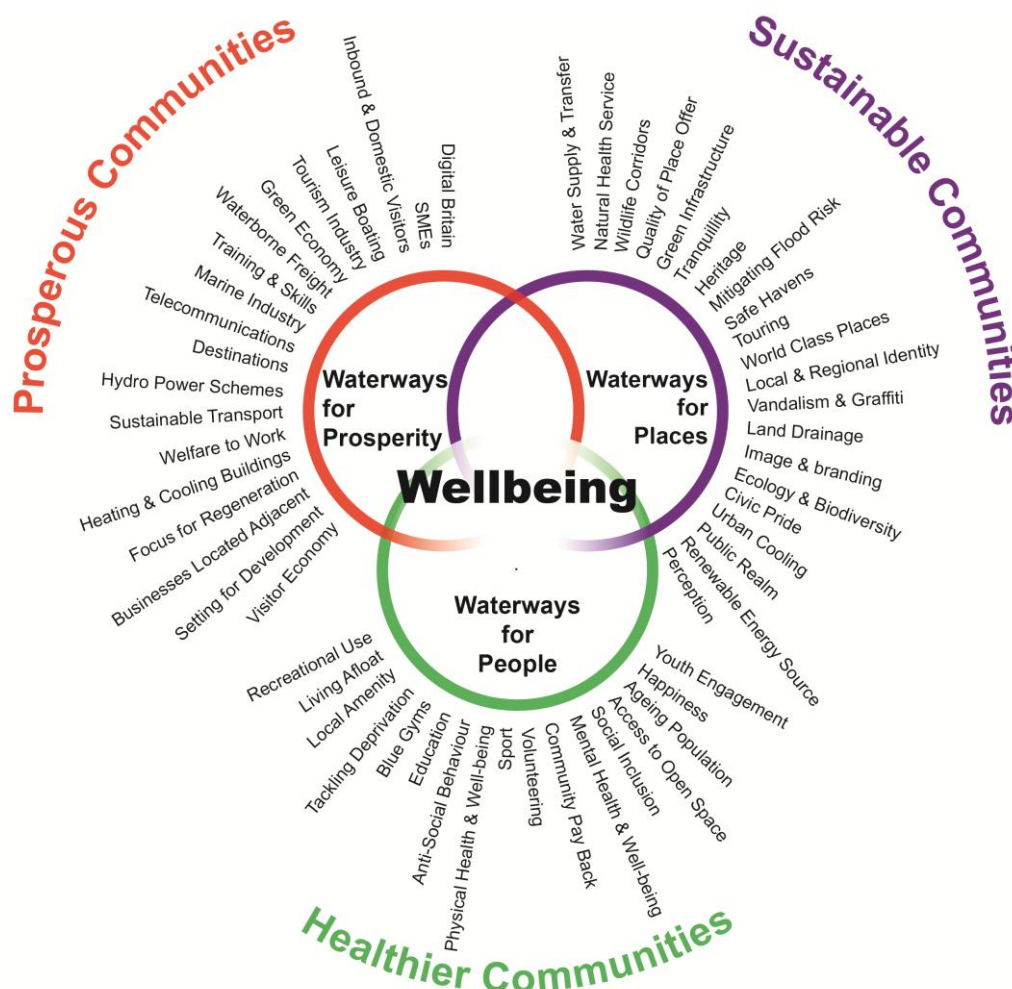 Prosperous Communities
Sustainable Communities
Healthier Communities
Digital Britain
SMEs
Inbound & Domestic Visitors
Leisure Boating
Tourism Industry
Green Economy
Waterborne Freight
Training & Skills
Marine Industry
Telecommunications
Destinations
Hydro Power Schemes
Sustainable Transport
Welfare to Work
Heating & Cooling Buildings
Focus for Regeneration
Businesses Located Adjacent
Setting for Development
Visitor Economy
Water Supply & Transfer
Natural Health Service
Wildlife Corridors
Quality of Place Offer
Green Infrastructure
Tranquillity
Heritage
Mitigating Flood Risk
Safe Havens
Touring
World Class Places
Local & Regional Identity
Vandalism & Graffiti
Land Drainage
Image & branding
Ecology & Biodiversity
Civic Pride
Urban Cooling
Public Realm
Renewable Energy Source
Perception
Youth Engagement
Happiness
Ageing Population
Access to Open Space
Social Inclusion
Mental Health & Well-being
Community Pay Back
Volunteering
Sport
Physical Health & Well-being
Anti-Social Behaviour
Education
Blue Gyms
Tackling Deprivation
Local Amenity
Living Afloat
Recreational Use
Waterways
for
Prosperity
Waterways
for
Places
Wellbeing
Waterways
for
People